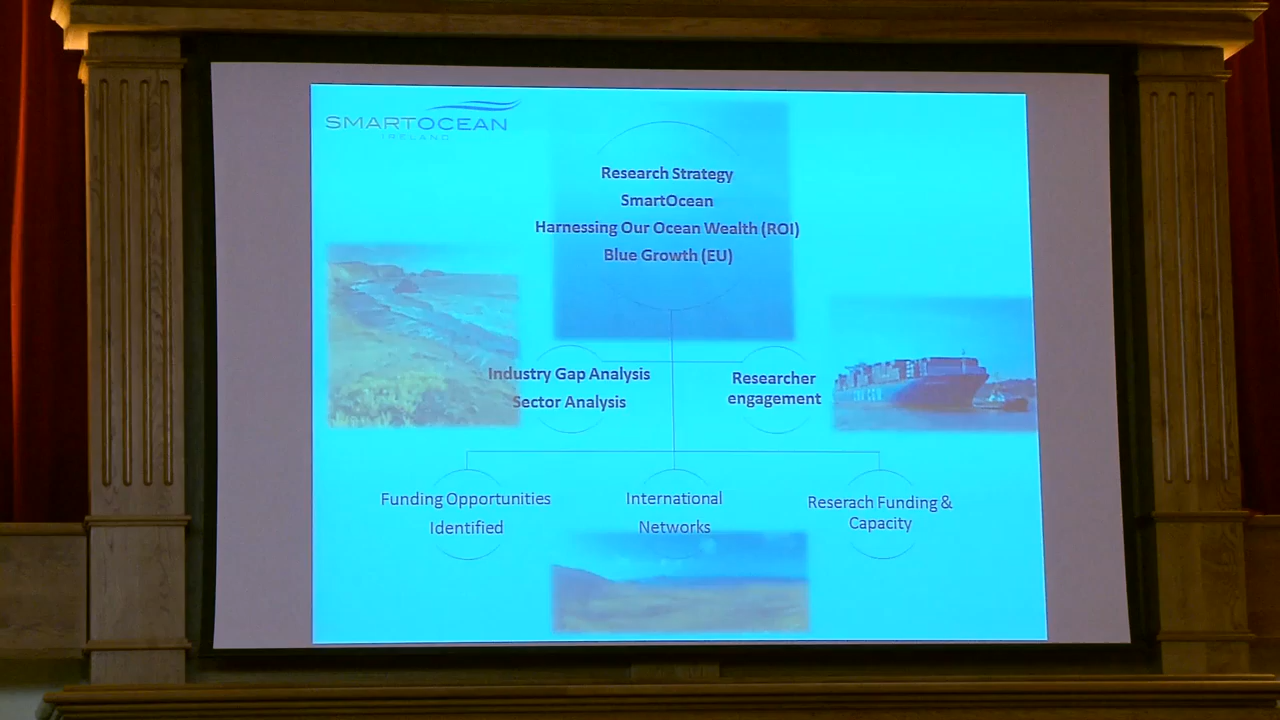 SMARTOCEAN
IRELAND
Research Strategy
SmartOcean
Harnessing Our Ocean Wealth (ROI)
Blue Growth (EU)
Industry Gap Analysis
Sector Analysis
Researcher
engagement
Funding Opportunities
Identified
International
Networks
Reserach Funding &
Capacity